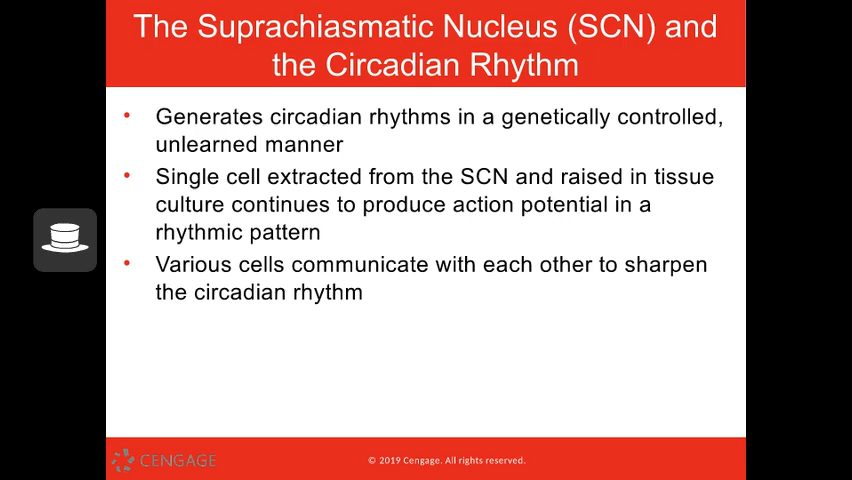 The Suprachiasmatic Nucleus (SCN) and
the Circadian Rhythm
• Generates circadian rhythms in a genetically controlled,
unlearned manner
• Single cell extracted from the SCN and raised in tissue
culture continues to produce action potential in a
rhythmic pattern
• Various cells communicate with each other to sharpen
the circadian rhythm
CENGAGE
© 2019 Cengage. All rights reserved.